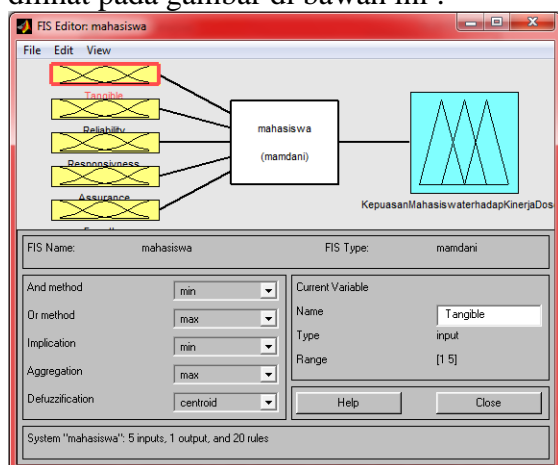 dilihat pada gambar di bawah ini :
FIS Editor: mahasiswa
File Edit View
Tangible
Reliability
Responsivness
Assurance
mahasiswa
(mamdani)
KepuasanMahasiswaterhadapKinerjaDos
FIS Name: mahasiswa FIS Type: mamdani
And method min
Or method max
Implication min
Aggregation max
Defuzzification centroid
Current Variable
Name Tangible
Type input
Range [1 5]
Help Close
System "mahasiswa": 5 inputs, 1 output, and 20 rules